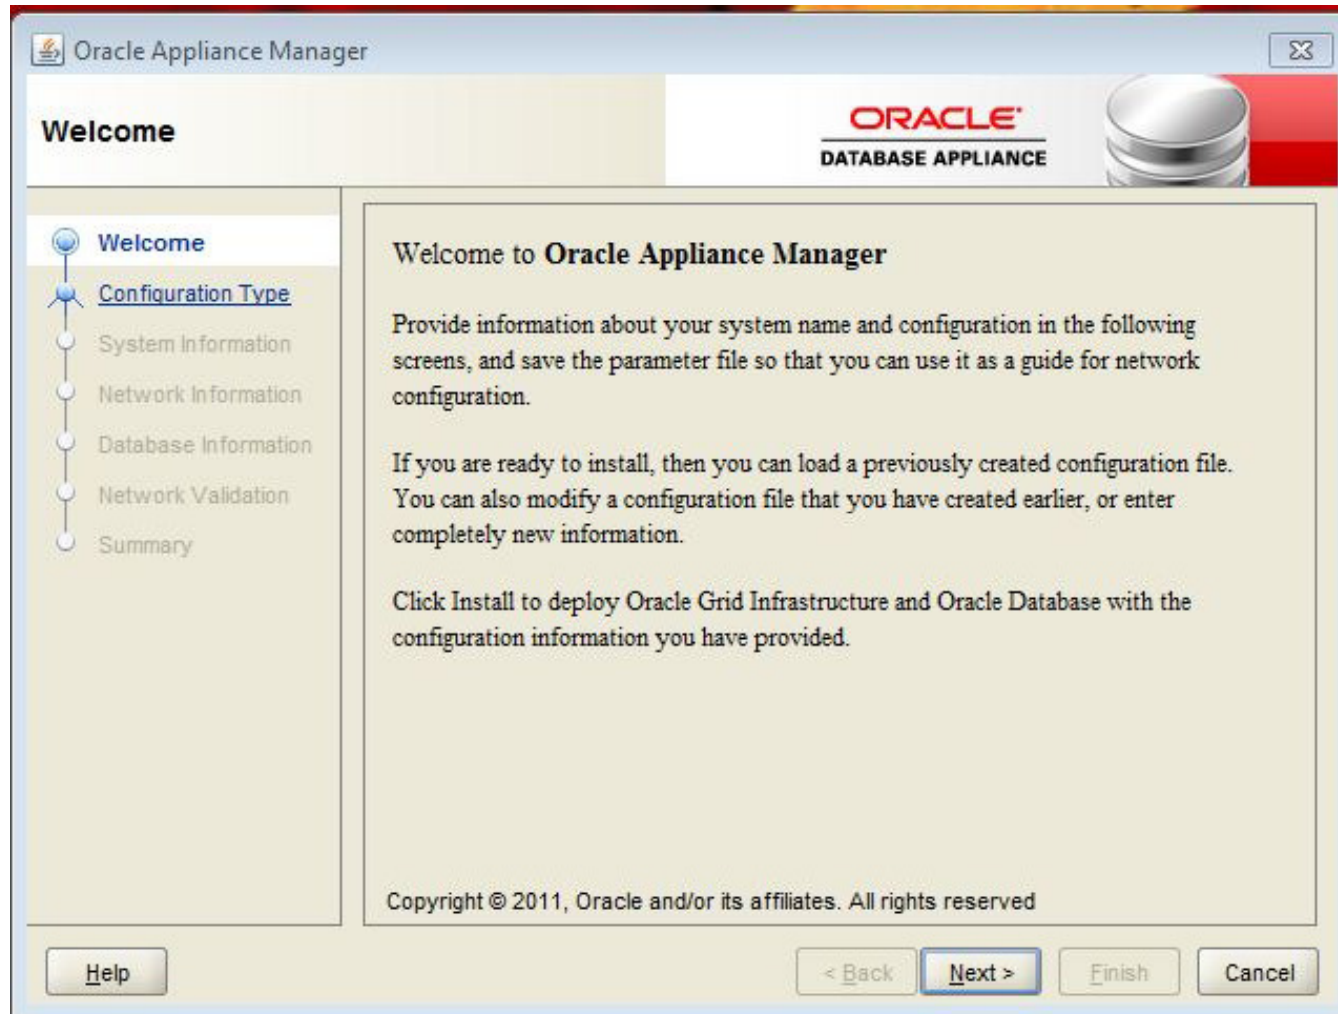 Oracle Appliance Manager
Welcome
ORACLE
DATABASE APPLIANCE
Welcome
Configuration Type
System Information
Network Information
Database Information
Network Validation
Summary
Welcome to Oracle Appliance Manager
Provide information about your system name and configuration in the following
screens, and save the parameter file so that you can use it as a guide for network
configuration.
If you are ready to install, then you can load a previously created configuration file.
You can also modify a configuration file that you have created earlier, or enter
completely new information.
Click Install to deploy Oracle Grid Infrastructure and Oracle Database with the
configuration information you have provided.
Copyright © 2011, Oracle and/or its affiliates. All rights reserved
Help
< Back
Next >
Finish
Cancel